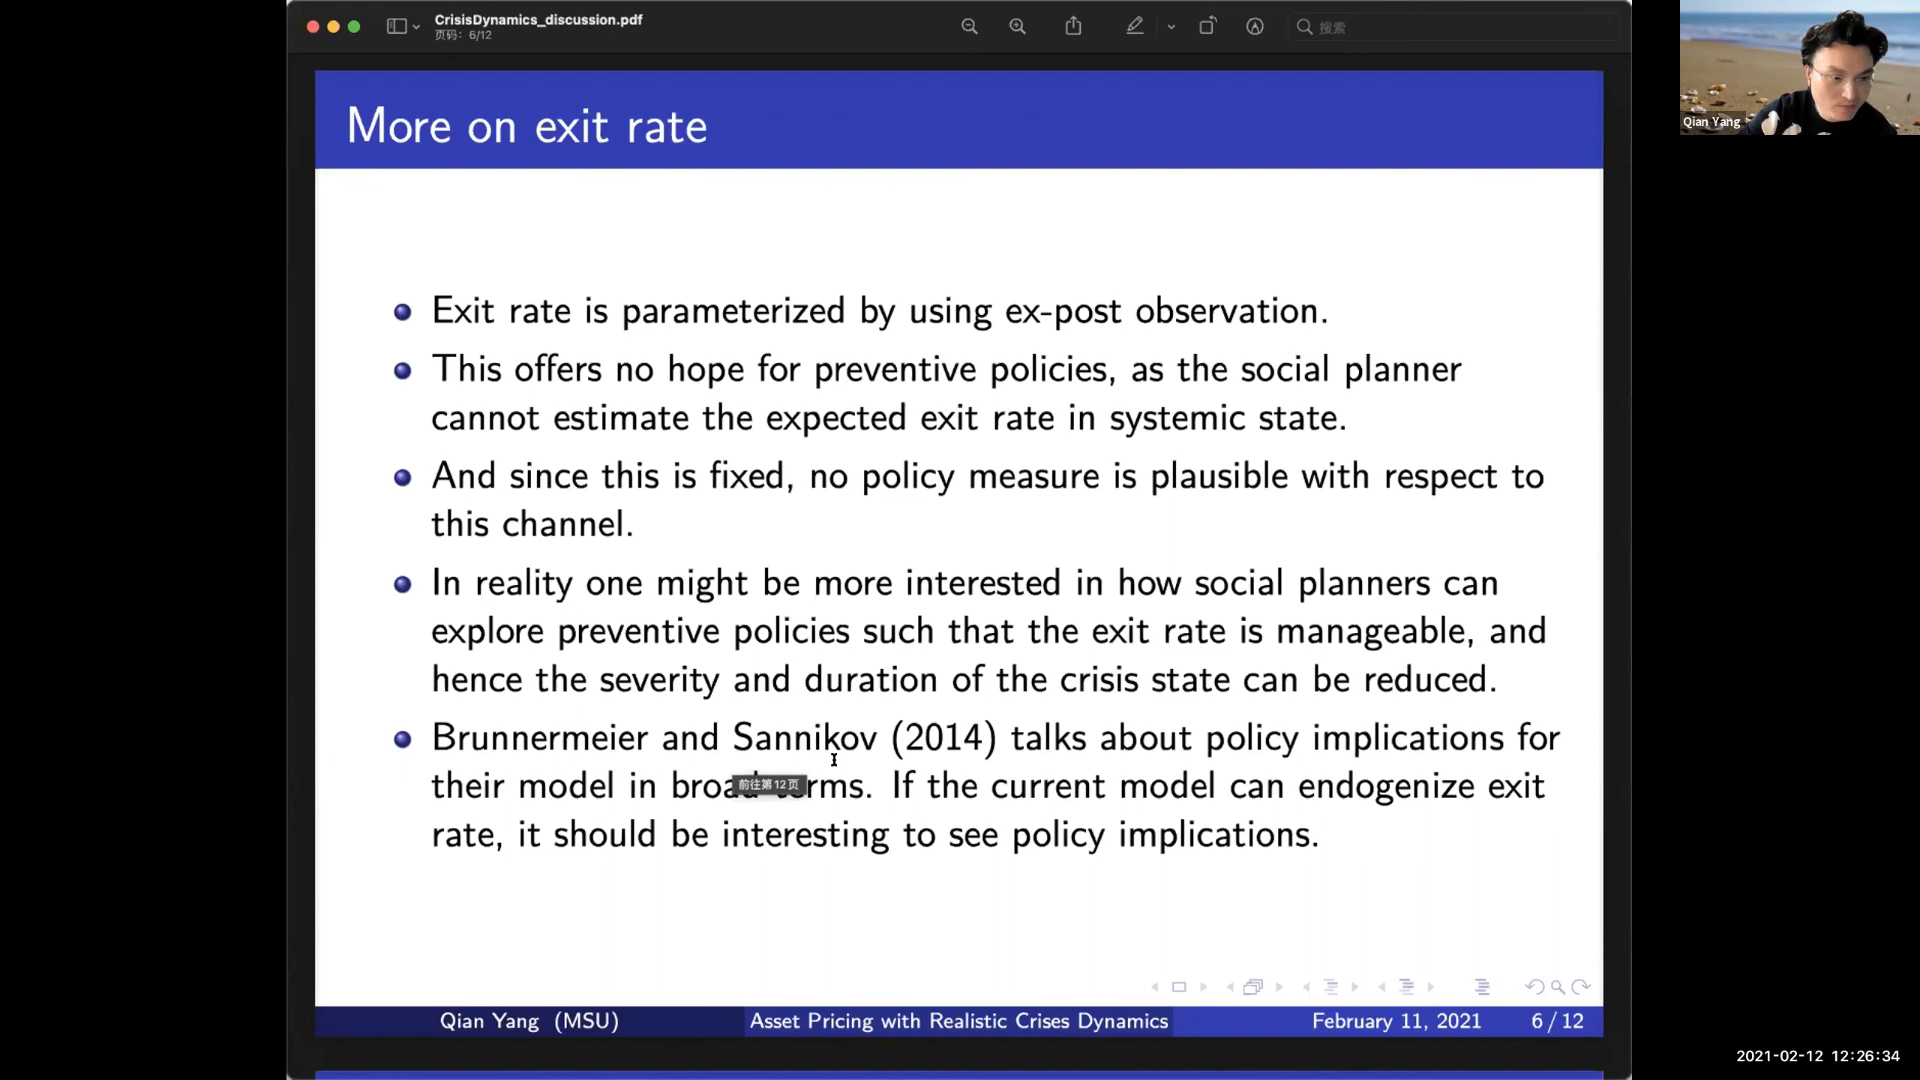 CrisisDynamics_discussion.pdf
页码: 6/12
搜索
Qian Yang
More on exit rate
Exit rate is parameterized by using ex-post observation.
This offers no hope for preventive policies, as the social planner
cannot estimate the expected exit rate in systemic state.
And since this is fixed, no policy measure is plausible with respect to
this channel.
In reality one might be more interested in how social planners can
explore preventive policies such that the exit rate is manageable, and
hence the severity and duration of the crisis state can be reduced.
Brunnermeier and Sannikov (2014) talks about policy implications for
their model in broad terms. If the current model can endogenize exit
前往第12页
rate, it should be interesting to see policy implications.
Qian Yang (MSU) Asset Pricing with Realistic Crises Dynamics February 11, 2021 6 / 12
2021-02-12 12:26:34